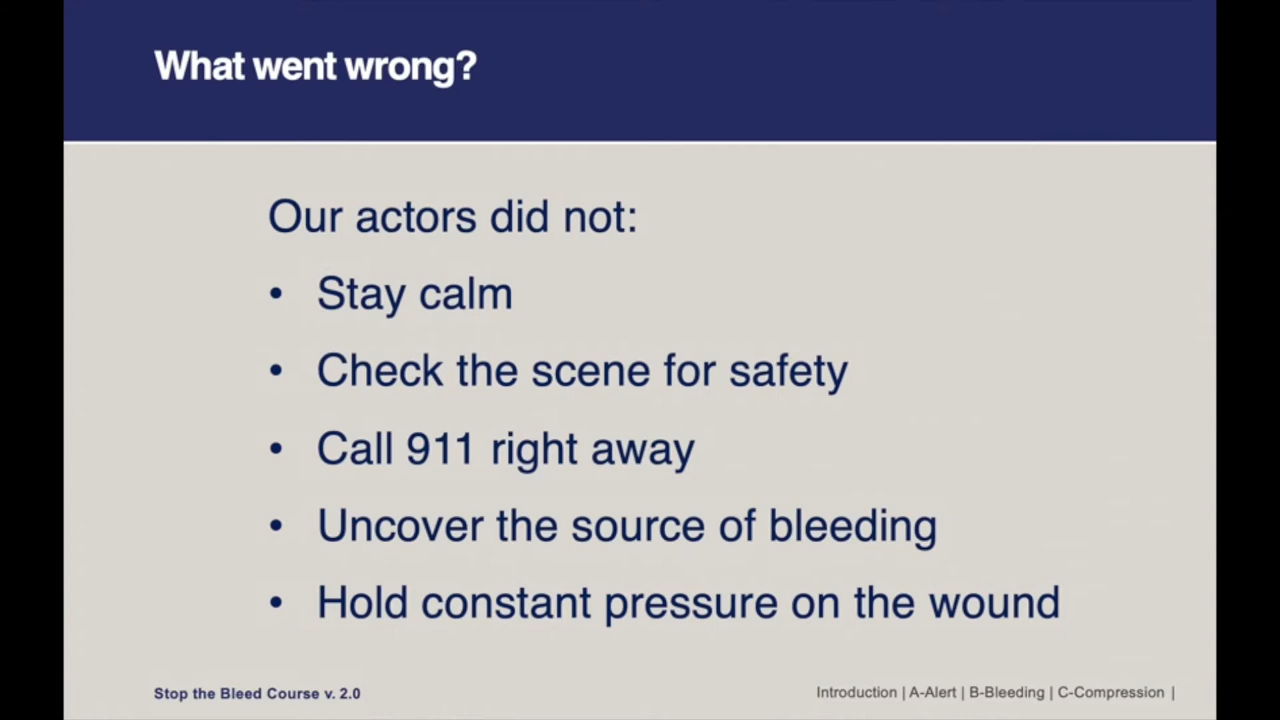 What went wrong?
Our actors did not:
• Stay calm
• Check the scene for safety
• Call 911 right away
• Uncover the source of bleeding
• Hold constant pressure on the wound
Stop the Bleed Course v. 2.0
Introduction | A-Alert | B-Bleeding | C-Compression |